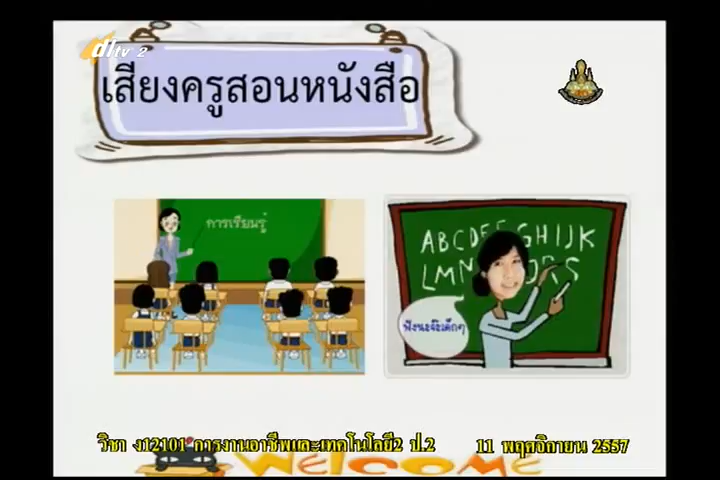 dltv 2
เสียงครูสอนหนังสือ
การเรียนรู้
ABCDEFGHIJK
ฟังนะจ๊ะเด็กๆ
วิชา ง12101 การงานอาชีพและเทคโนโลยี2 ป.2 11 พฤศจิกายน 2557
WELCOME